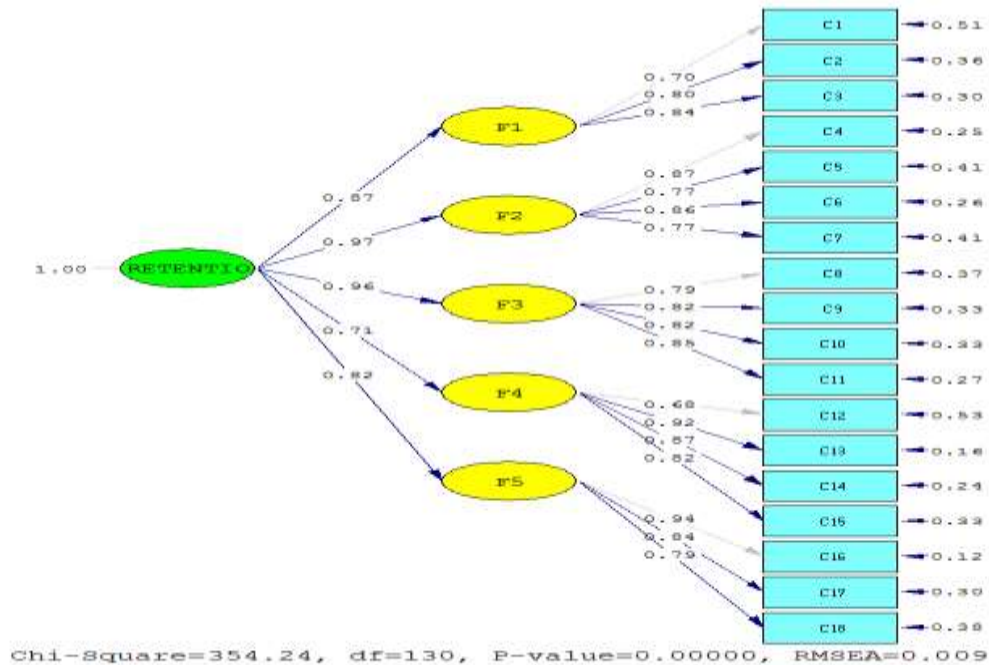 C1 0.51
C2 0.36
0.70
0.80
C3 0.30
0.84
F1
C4 0.25
0.87
C5 0.41
0.77
0.87
C6 0.26
0.86
F2
0.77
C7 0.41
0.97
1.00 RETENTIO
C8 0.37
0.79
0.96
F3
0.82
C9 0.33
0.82
0.71
0.85
C10 0.33
0.82
C11 0.27
F4
0.68
C12 0.53
0.92
0.87
C13 0.16
0.82
F5
C14 0.24
0.94
C15 0.33
0.84
0.79
C16 0.12
C17 0.30
C18 0.38
Chi-Square=354.24, df=130, P-value=0.00000, RMSEA=0.009